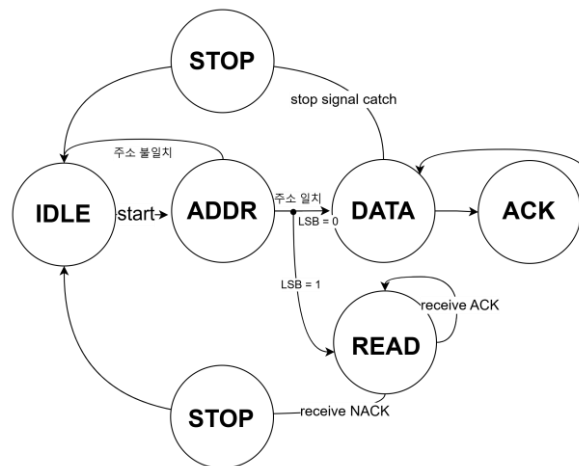 STOP
stop signal catch
주소 불일치
IDLE
start
ADDR
주소 일치
LSB = 0
DATA
ACK
LSB = 1
READ
receive ACK
STOP
receive NACK